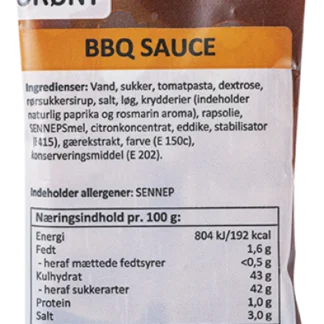 GRØNT
BBQ SAUCE
Ingredienser: Vand, sukker, tomatpasta, dextrose,
rørsukkersirup, salt, løg, krydderier (indeholder
naturlig paprika og rosmarin aroma), rapsolie,
SENNEPSmel, citronkoncentrat, eddike, stabilisator
(E415), gærekstrakt, farve (E 150c),
konserveringsmiddel (E 202).
Indeholder allergener: SENNEP
Næringsindhold pr. 100 g:
Energi 804 kJ/192 kcal
Fedt 1,6 g
- heraf mættede fedtsyrer <0,5 g
Kulhydrat 43 g
- heraf sukkerarter 42 g
Protein 1,0 g
Salt 3,0 g